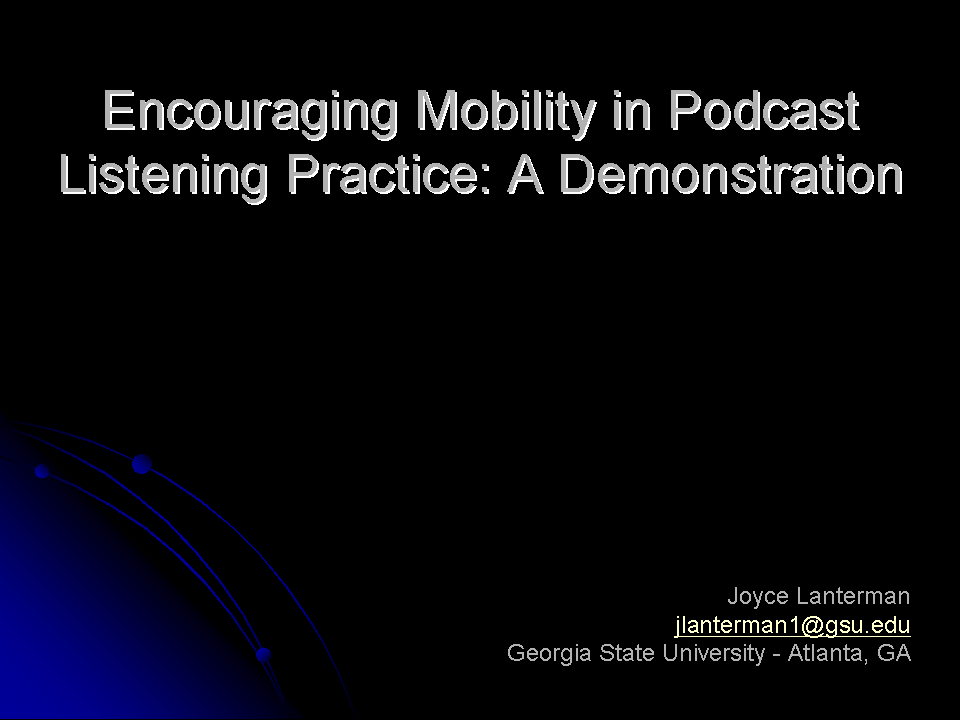 Encouraging Mobility in Podcast
Listening Practice: A Demonstration
Joyce Lanterman
jlanterman1@gsu.edu
Georgia State University - Atlanta, GA